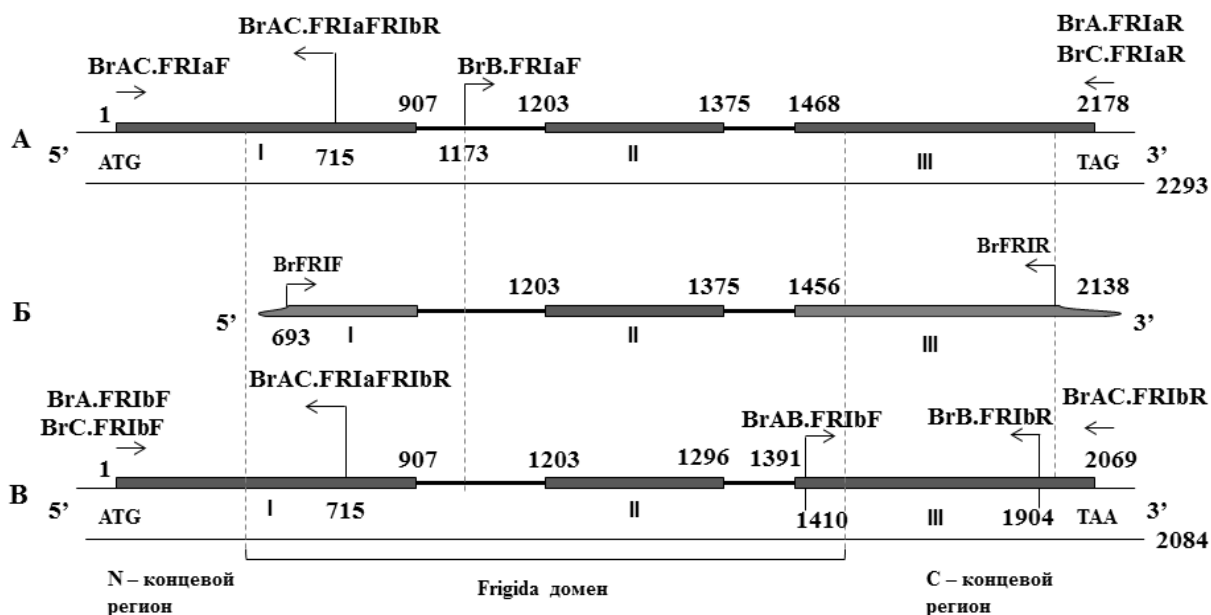 BrAC.FRIaFRIbR
BrA.FRIaR
BrAC.FRIaF
BrB.FRIaF
BrC.FRIaR
1
907
1203
1375
1468
2178
А
5’
ATG
I
715
1173
II
III
TAG
3’
2293
BrFRIF
BrFRIR
1203
1375
1456
2138
Б
5’
693
I
II
III
3’
BrA.FRIbF
BrC.FRIbF
BrAC.FRIaFRIbR
BrAB.FRIbF
BrB.FRIbR
BrAC.FRIbR
1
907
1203
1296
1391
2069
В
5’
ATG
I
715
II
1410
III
1904
TAA
3’
2084
N – концевой
регион
Frigida домен
С – концевой
регион